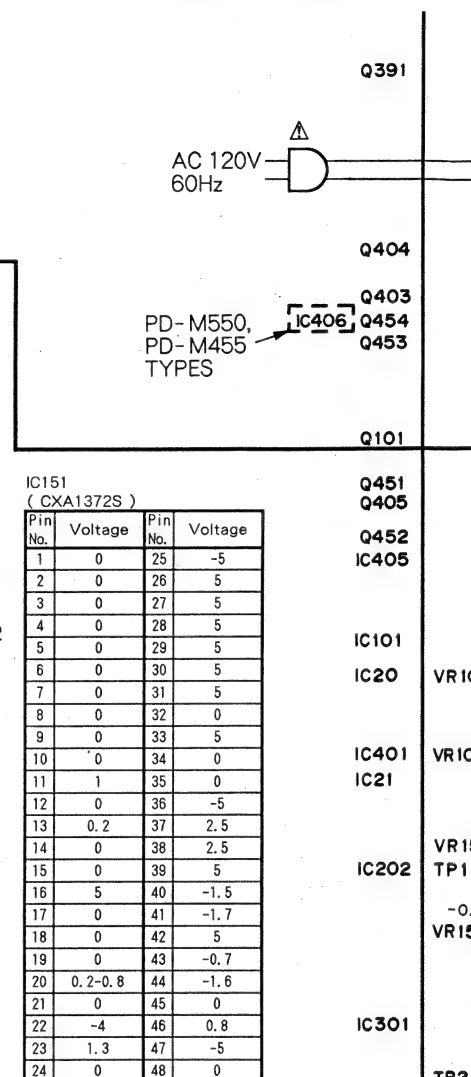 Q391
AC 120V
60Hz
Q404
Q403
IC406 Q454
Q453
PD-M550,
PD-M455
TYPES
Q101
IC151
( CXA1372S )
Q451
Q405
Q452
IC405
IC101
IC20
IC401
IC21
IC202
TP1
IC301
Pin No. Voltage Pin No. Voltage
1 0 25 -5
2 0 26 5
3 0 27 5
4 0 28 5
5 0 29 5
6 0 30 5
7 0 31 5
8 0 32 0
9 0 33 5
10 0 34 0
11 1 35 0
12 0 36 -5
13 0.2 37 2.5
14 0 38 2.5
15 0 39 5
16 5 40 -1.5
17 0 41 -1.7
18 0 42 5
19 0 43 -0.7
20 0.2-0.8 44 -1.6
21 0 45 0
22 -4 46 0.8
23 1.3 47 -5
24 0 48 0